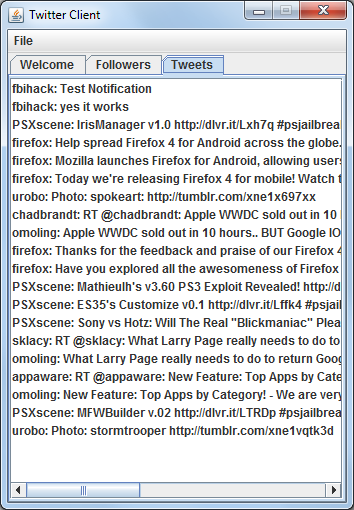 Twitter Client
File
Welcome Followers Tweets
fbihack: Test Notification
fbihack: yes it works
PSXscene: IrisManager v1.0 http://dlvr.it/Lxh7q #psjailbrea
firefox: Help spread Firefox 4 for Android across the globe.
firefox: Mozilla launches Firefox for Android, allowing users
firefox: Today we're releasing Firefox 4 for mobile! Watch t
urobo: Photo: spokeart: http://tumblr.com/xne1x697xx
chadbrandt: RT @chadbrandt: Apple WWDC sold out in 10
omoling: Apple WWDC sold out in 10 hours.. BUT Google IO
firefox: Thanks for the feedback and praise of our Firefox 4
firefox: Have you explored all the awesomeness of Firefox
PSXscene: Mathieulh's v3.60 PS3 Exploit Revealed! http://d
PSXscene: ES35's Customize v0.1 http://dlvr.it/Lffk4 #psjail
PSXscene: Sony vs Hotz: Will The Real "Blickmaniac" Plea
sklacy: RT @sklacy: What Larry Page really needs to do to
omoling: What Larry Page really needs to do to return Goog
appaware: RT @appaware: New Feature: Top Apps by Cate
omoling: New Feature: Top Apps by Category! - We are very
PSXscene: MFWBuilder v.02 http://dlvr.it/LTRDp #psjailbrea
urobo: Photo: stormtrooper http://tumblr.com/xne1vqtk3d